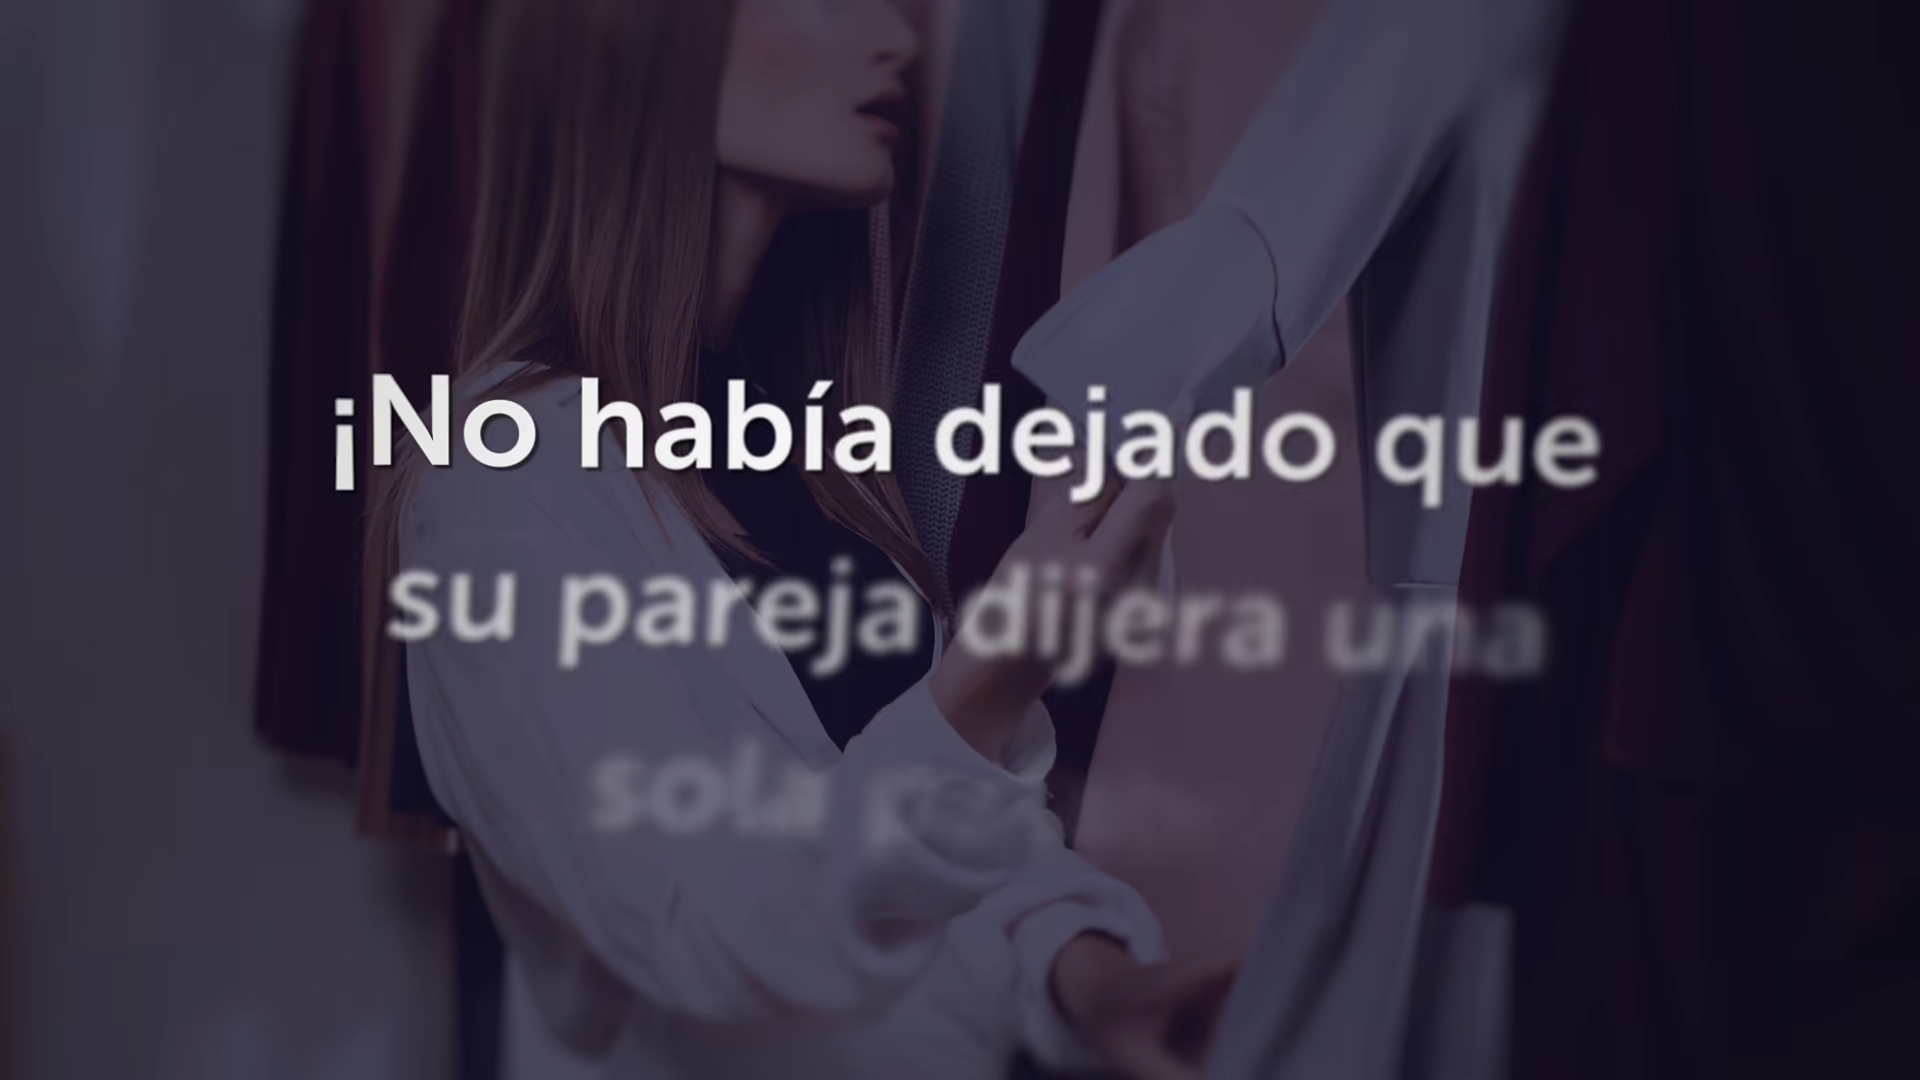 ¡No había dejado que
su pareja dijera una
sola